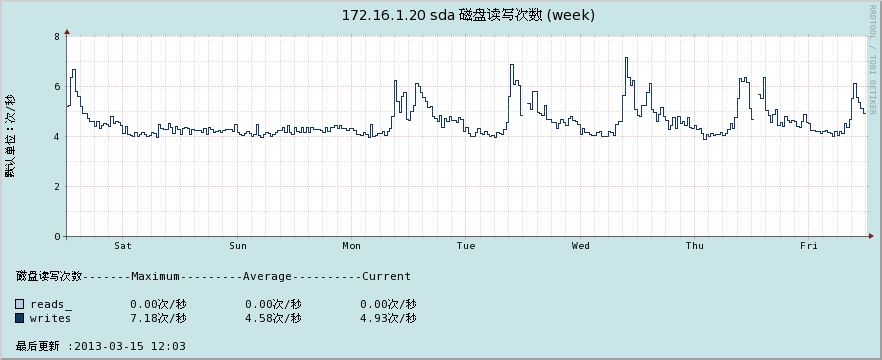 172.16.1.20 sda 磁盘读写次数 (week)
RRDTOOL / TOBI OETIKER
默认单位：次/秒
8
6
4
2
0
Sat Sun Mon Tue Wed Thu Fri
磁盘读写次数-------Maximum---------Average----------Current
reads_ 0.00次/秒 0.00次/秒 0.00次/秒
writes 7.18次/秒 4.58次/秒 4.93次/秒
最后更新 :2013-03-15 12:03